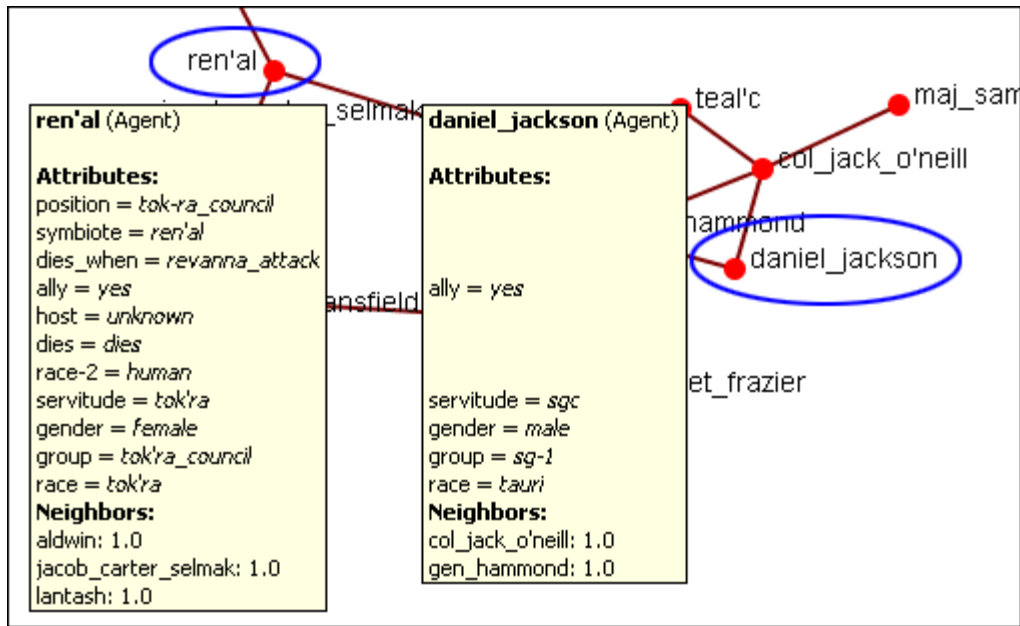 ren'al
teal'c
maj_sam
_selmak
col_jack_o'neill
hammond
daniel_jackson
ansfield
et_frazier
ren'al (Agent)
Attributes:
position = tok-ra_council
symbiote = ren'al
dies_when = revanna_attack
ally = yes
host = unknown
dies = dies
race-2 = human
servitude = tok'ra
gender = female
group = tok'ra_council
race = tok'ra
Neighbors:
aldwin: 1.0
jacob_carter_selmak: 1.0
lantash: 1.0
daniel_jackson (Agent)
Attributes:
ally = yes
servitude = sgc
gender = male
group = sg-1
race = tauri
Neighbors:
col_jack_o'neill: 1.0
gen_hammond: 1.0